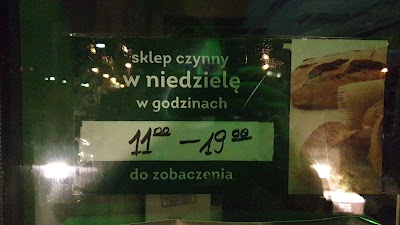 sklep czynny
w niedzielę
w godzinach
11⁰⁰ – 19⁰⁰
do zobaczenia